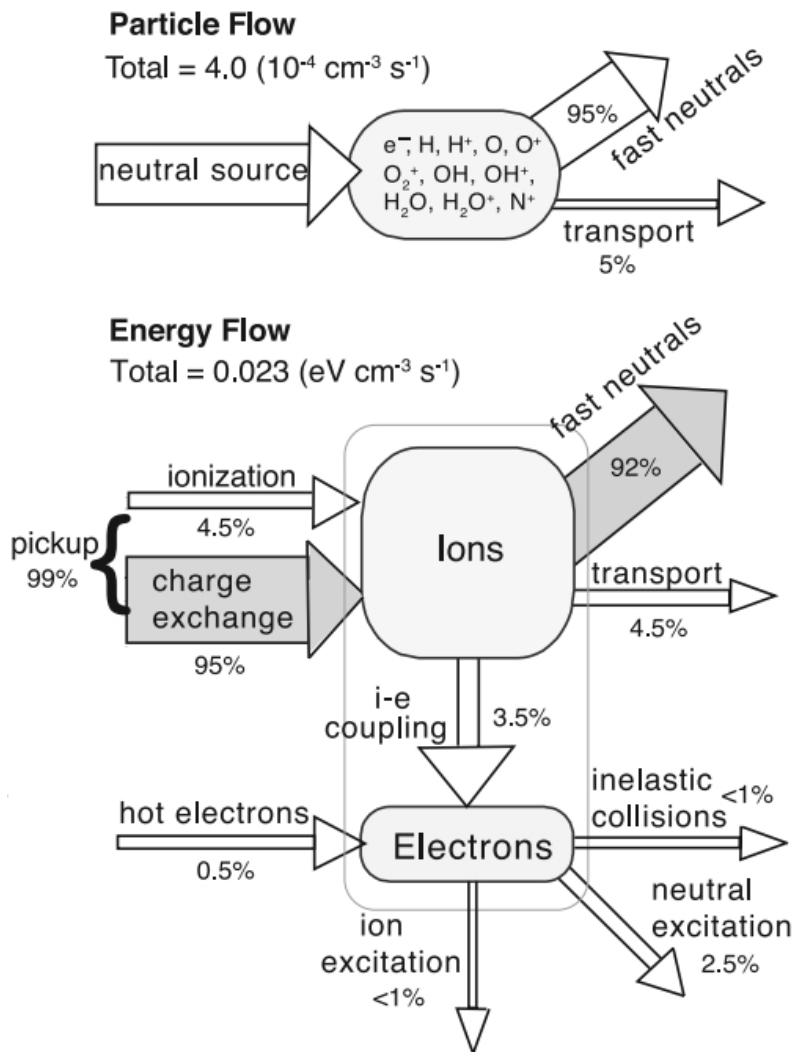 Particle Flow
Total = 4.0 (10⁻⁴ cm⁻³ s⁻¹)
neutral source
e⁻, H, H⁺, O, O⁺
O₂⁺, OH, OH⁺,
H₂O, H₂O⁺, N⁺
95%
fast neutrals
transport
5%
Energy Flow
Total = 0.023 (eV cm⁻³ s⁻¹)
fast neutrals
92%
ionization
4.5%
pickup
99%
charge
exchange
95%
Ions
transport
4.5%
i-e
coupling
3.5%
hot electrons
0.5%
Electrons
inelastic
collisions
<1%
neutral
excitation
2.5%
ion
excitation
<1%